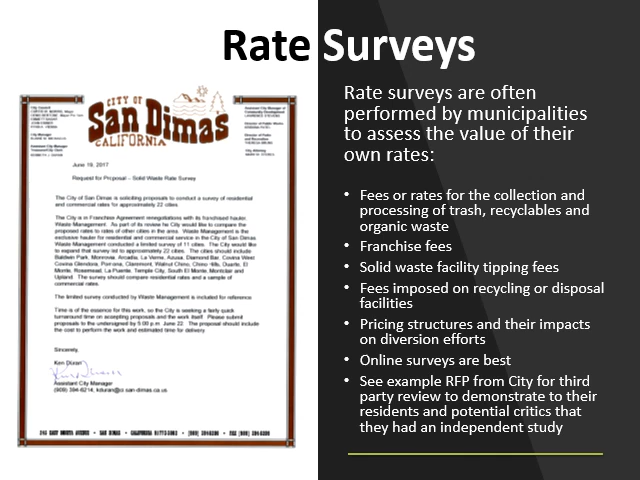 Rate Surveys
CITY OF
San Dimas
CALIFORNIA
June 19, 2017
Request for Proposal – Solid Waste Rate Survey
The City of San Dimas is soliciting proposals to conduct a survey of residential
and commercial rates for approximately 22 cities.
The City is in Franchise Agreement renegotiations with its franchised hauler,
Waste Management. As part of its review he City would like to compare the
proposed rates to rates of other cities in the area. Waste Management is the
exclusive hauler for residential and commercial service in the City of San Dimas.
Waste Management conducted a limited survey of 11 cities. The City would like
to expand that survey led to approximately 22 cities. The cities should include
Baldwin Park, Monrovia, Arcadia, La Verne, Azusa, Diamond Bar, Covina West
Covina Glendora, Pomona, Claremont, Walnut Chino, Chino Hills, Duarte, El
Monte, Rosemead, La Puente, Temple City, South El Monte, Montclair and
Upland. The survey should compare residential rates and a sample of
commercial rates.
The limited survey conducted by Waste Management is included for reference.
Time is of the essence for this work, so the City is seeking a fairly quick
turnaround time on accepting proposals and the work itself. Please submit
proposals to the undersigned by 5:00 p.m. June 22. The proposal should include
the cost to perform the work and estimated time for delivery
Sincerely,
Ken Duran
Assistant City Manager
(909) 394-6214, kduran@ci.san-dimas.ca.us
Rate surveys are often
performed by municipalities
to assess the value of their
own rates:
• Fees or rates for the collection and
processing of trash, recyclables and
organic waste
• Franchise fees
• Solid waste facility tipping fees
• Fees imposed on recycling or disposal
facilities
• Pricing structures and their impacts
on diversion efforts
• Online surveys are best
• See example RFP from City for third
party review to demonstrate to their
residents and potential critics that
they had an independent study